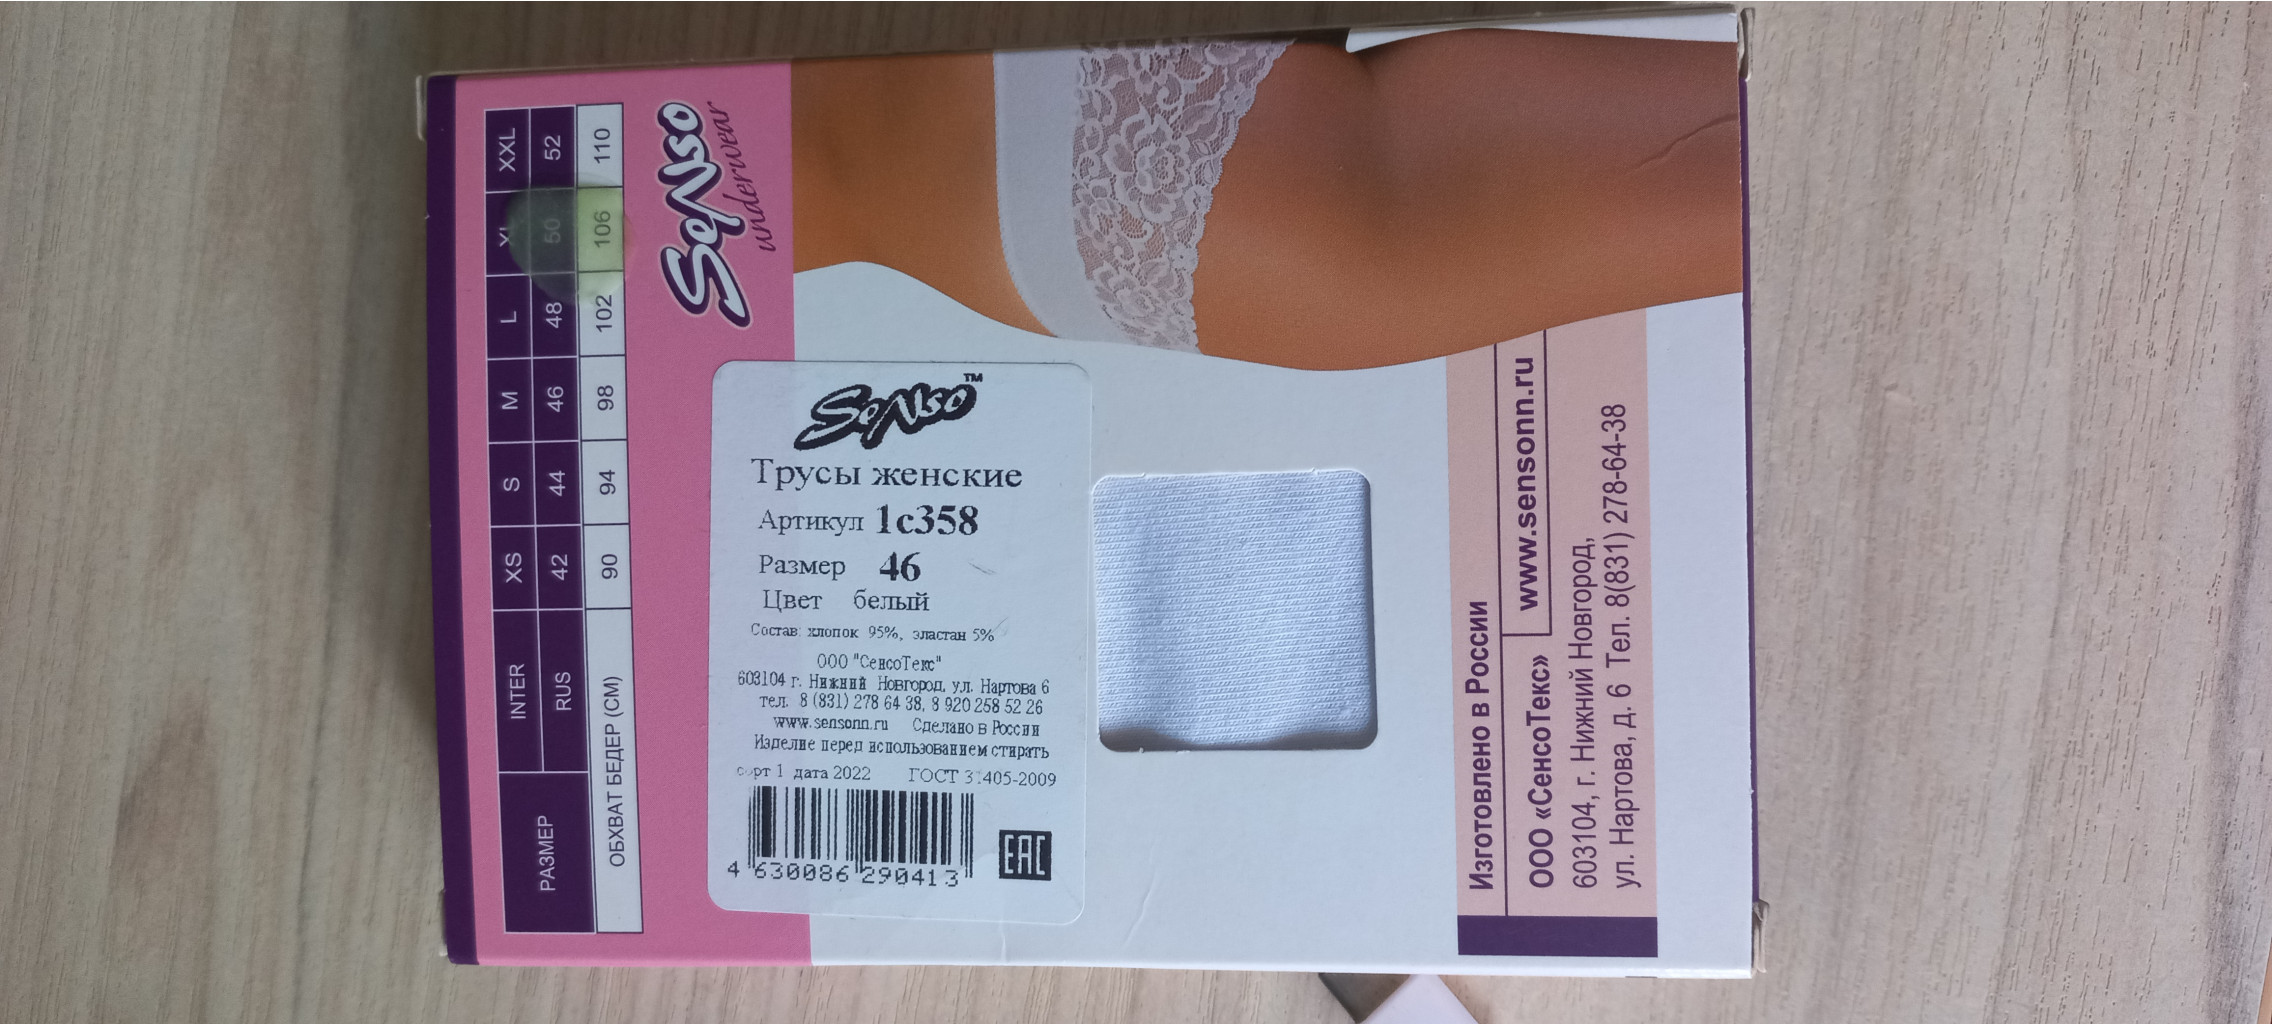 РАЗМЕР INTER XS S M L XL XXL
RUS 42 44 46 48 50 52
ОБХВАТ БЕДЕР (СМ) 90 94 98 102 106 110
SeNso
underwear
SeNso™
Трусы женские
Артикул 1с358
Размер 46
Цвет белый
Состав: хлопок 95%, эластан 5%
ООО "СенсоТекс"
603104 г. Нижний Новгород, ул. Нартова 6
тел. 8 (831) 278 64 38, 8 920 258 52 26
www.sensonn.ru Сделано в России
Изделие перед использованием стирать
сорт 1 дата 2022 ГОСТ 31405-2009
4 630086 290413
EAC
Изготовлено в России
ООО «СенсоТекс» www.sensonn.ru
603104, г. Нижний Новгород,
ул. Нартова, д. 6 Тел. 8(831) 278-64-38